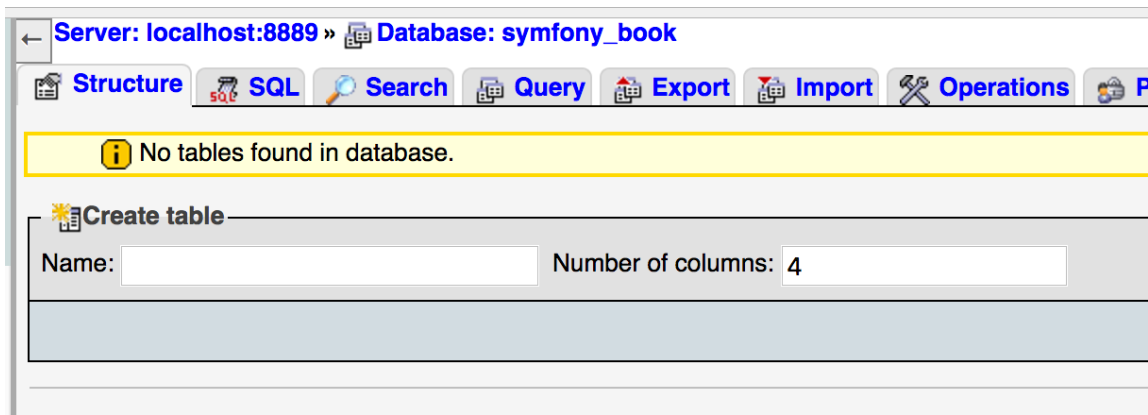 ← Server: localhost:8889 » Database: symfony_book
Structure SQL Search Query Export Import Operations P
No tables found in database.
Create table
Name: Number of columns: 4